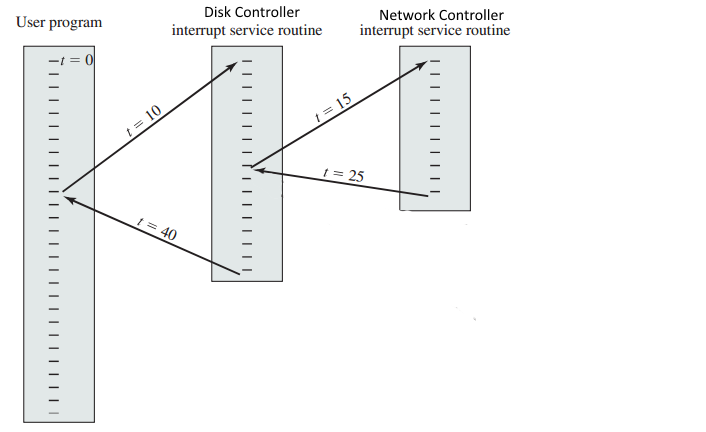 User program
Disk Controller
interrupt service routine
Network Controller
interrupt service routine
t = 0
t = 10
t = 15
t = 25
t = 40